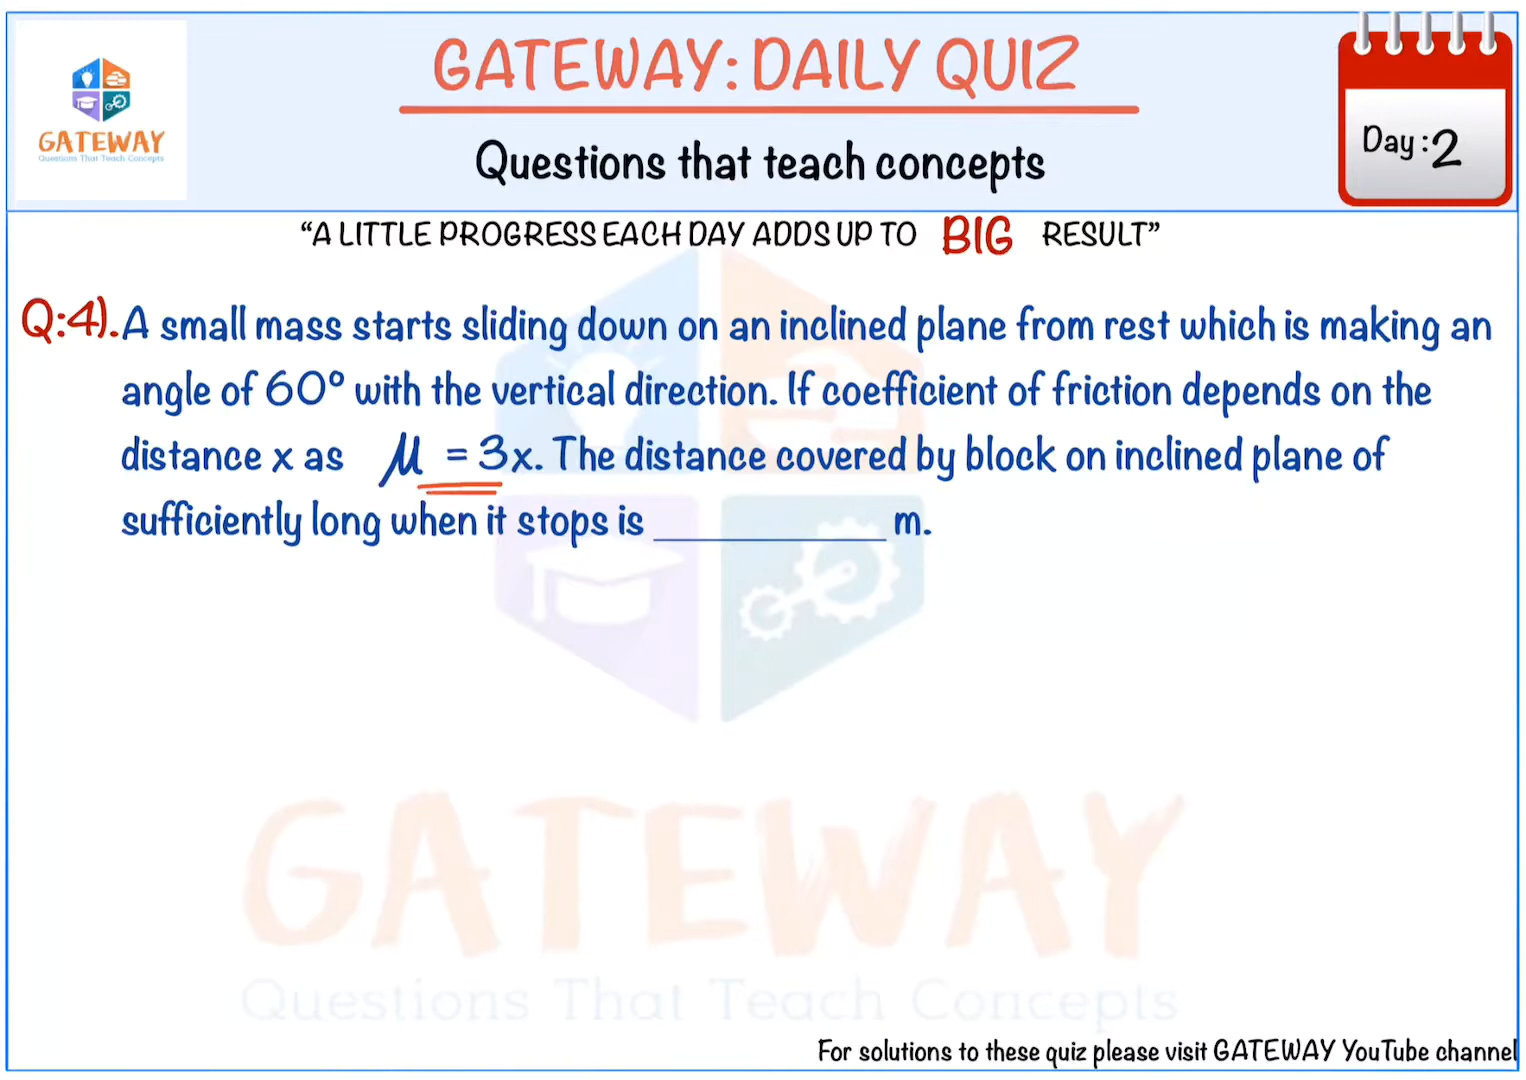 GATEWAY: DAILY QUIZ
Questions that teach concepts
GATEWAY
Questions That Teach Concepts
Day:2
“A LITTLE PROGRESS EACH DAY ADDS UP TO BIG RESULT”
Q:4). A small mass starts sliding down on an inclined plane from rest which is making an
angle of 60° with the vertical direction. If coefficient of friction depends on the
distance x as μ = 3x. The distance covered by block on inclined plane of
sufficiently long when it stops is __________ m.
GATEWAY
Questions That Teach Concepts
For solutions to these quiz please visit GATEWAY YouTube channel